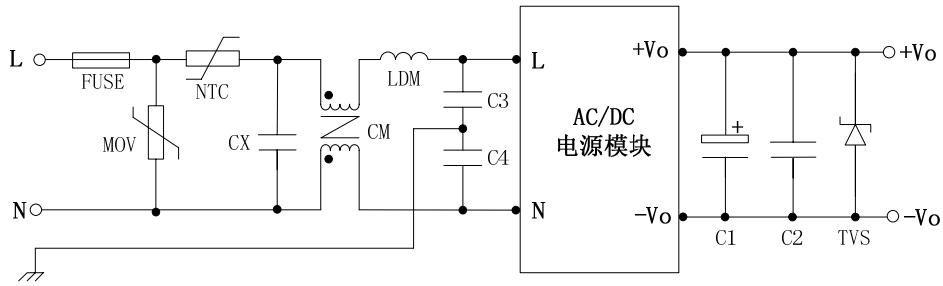 L
FUSE
NTC
MOV
CX
CM
LDM
C3
C4
N
L
N
AC/DC
电源模块
+Vo
-Vo
C1
C2
TVS
+Vo
-Vo